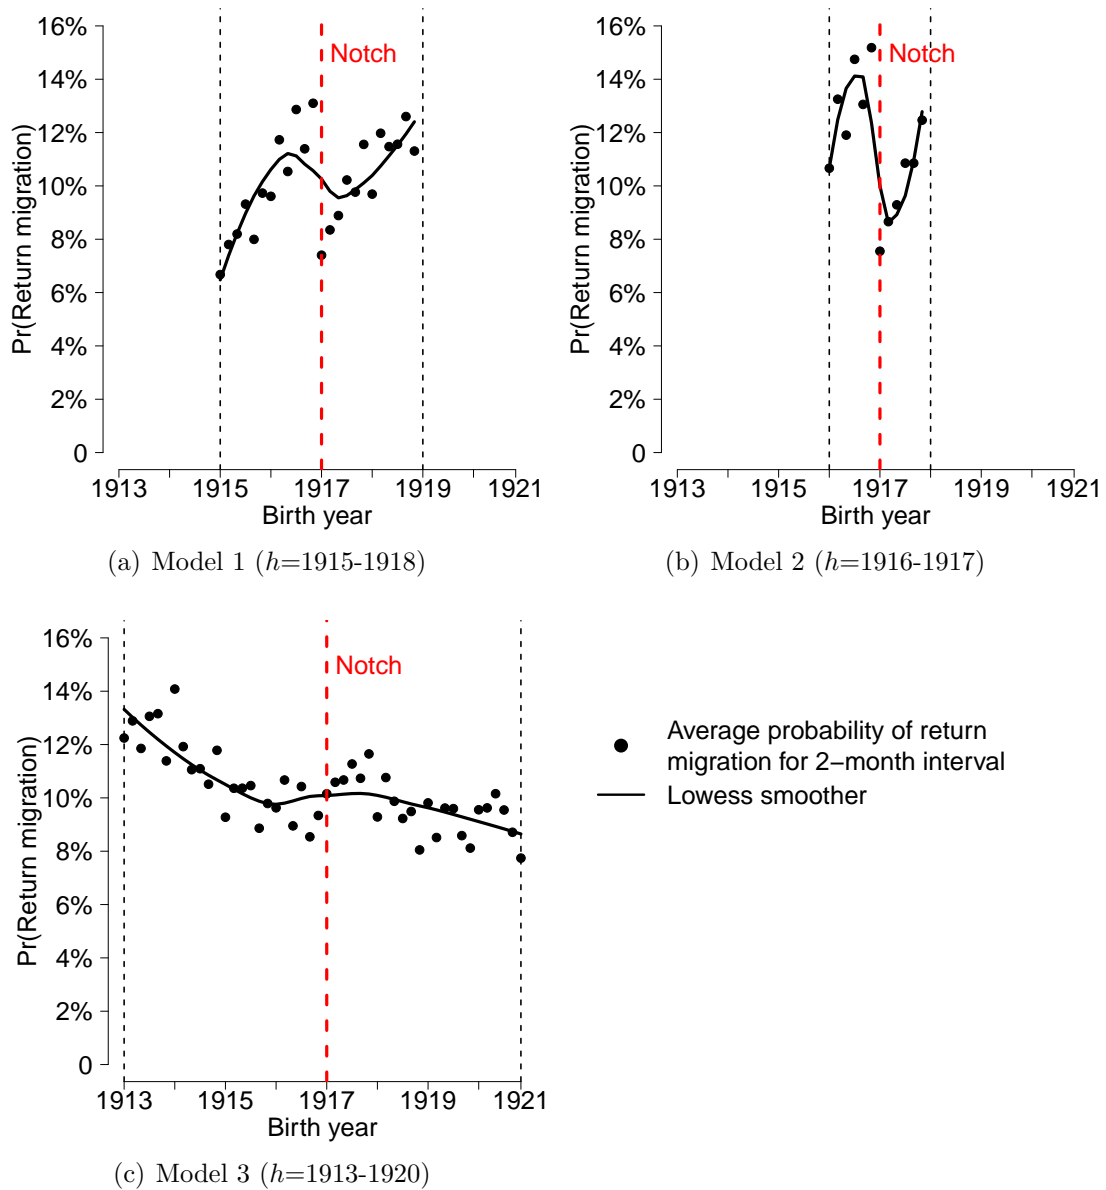 16%
14%
12%
10%
8%
6%
4%
2%
0
Pr(Return migration)
Notch
1913 1915 1917 1919 1921
Birth year
(a) Model 1 (h=1915-1918)
16%
14%
12%
10%
8%
6%
4%
2%
0
Pr(Return migration)
Notch
1913 1915 1917 1919 1921
Birth year
(b) Model 2 (h=1916-1917)
16%
14%
12%
10%
8%
6%
4%
2%
0
Pr(Return migration)
Notch
1913 1915 1917 1919 1921
Birth year
(c) Model 3 (h=1913-1920)
Average probability of return
migration for 2−month interval
Lowess smoother